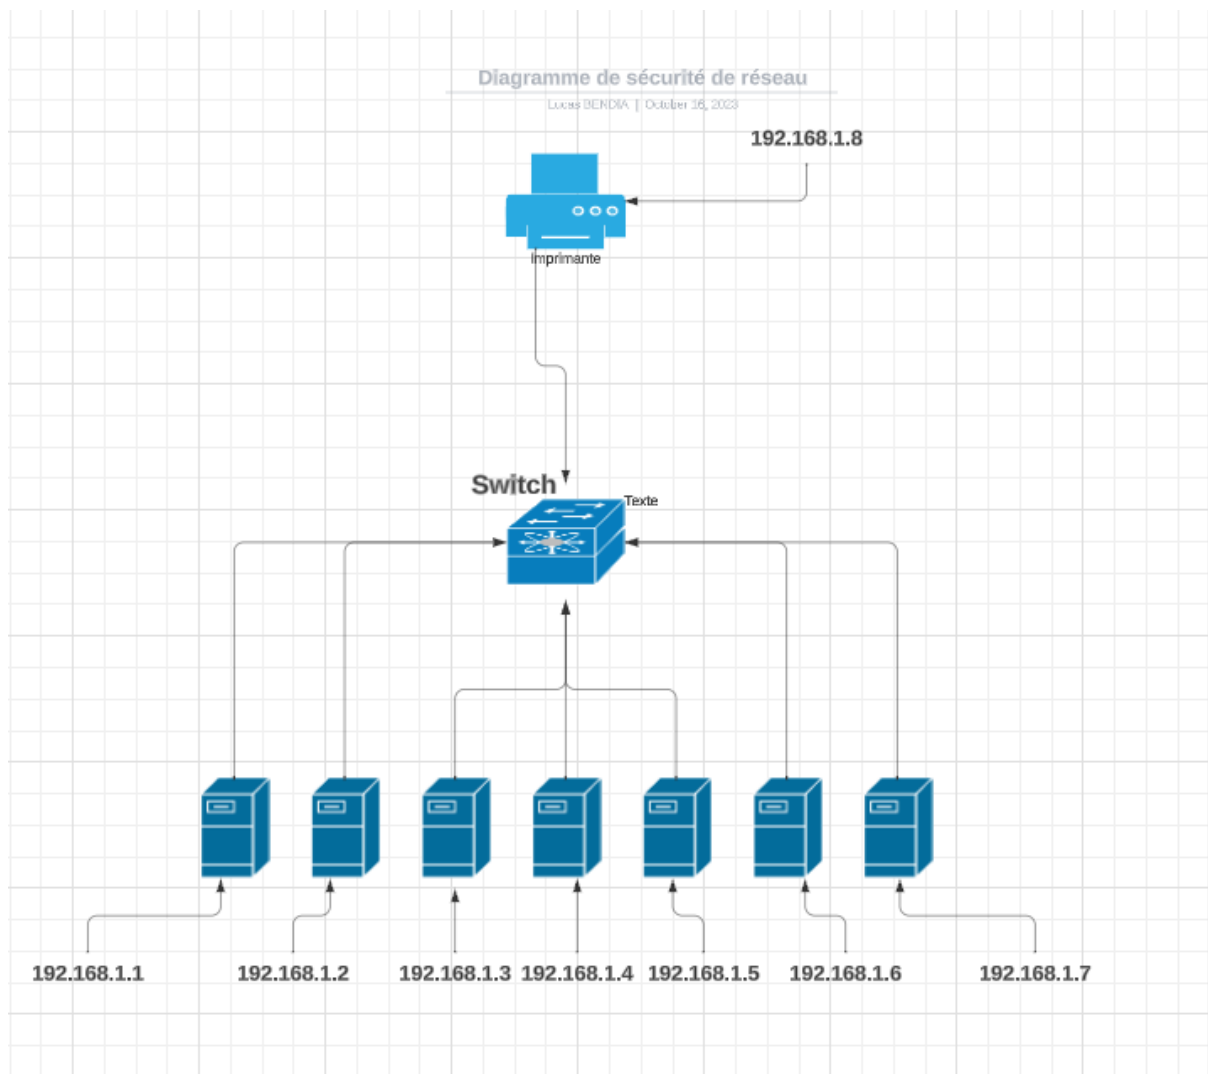 Diagramme de sécurité de réseau
Lucas BENDIA | October 16, 2023
192.168.1.8
Imprimante
Switch
Texte
192.168.1.1
192.168.1.2
192.168.1.3
192.168.1.4
192.168.1.5
192.168.1.6
192.168.1.7